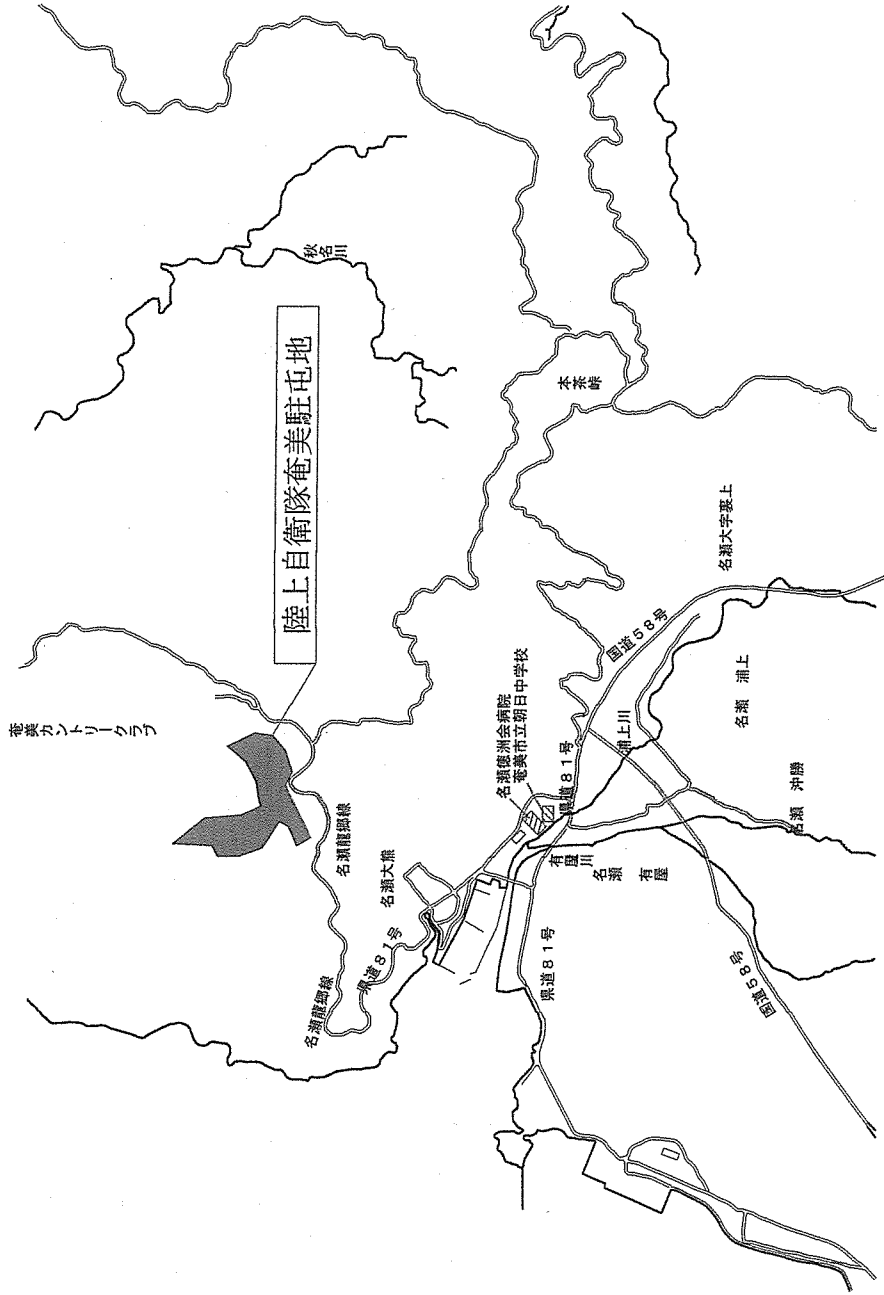 奄美カントリークラブ
秋名川
陸上自衛隊奄美駐屯地
名瀬龍郷線
名瀬龍郷線
県道81号
名瀬大熊
本茶峠
名瀬徳洲会病院
奄美市立朝日中学校
県道81号
国道58号
名瀬大字裏上
浦上川
名瀬 浦上
有屋川
名瀬 有屋
名瀬 沖勝
県道81号
国道58号